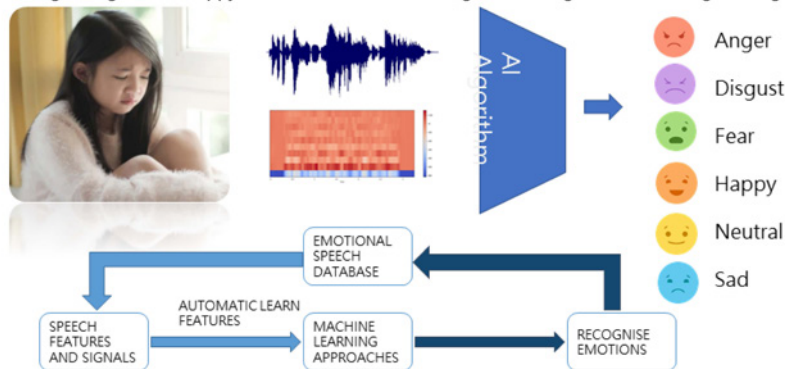 AI
Algorithm
Anger
Disgust
Fear
Happy
Neutral
Sad
EMOTIONAL
SPEECH
DATABASE
AUTOMATIC LEARN
FEATURES
SPEECH
FEATURES
AND SIGNALS
MACHINE
LEARNING
APPROACHES
RECOGNISE
EMOTIONS